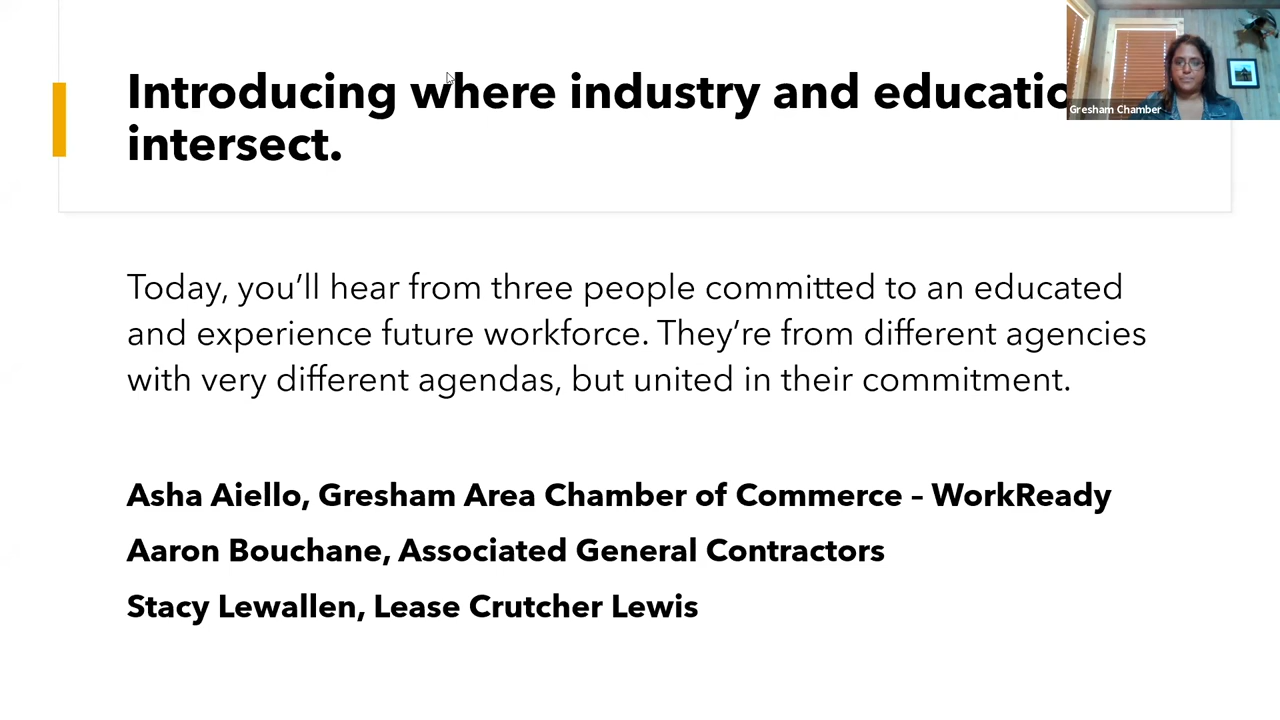 Introducing where industry and educatio
intersect.
Gresham Chamber
Today, you’ll hear from three people committed to an educated
and experience future workforce. They’re from different agencies
with very different agendas, but united in their commitment.
Asha Aiello, Gresham Area Chamber of Commerce – WorkReady
Aaron Bouchane, Associated General Contractors
Stacy Lewallen, Lease Crutcher Lewis